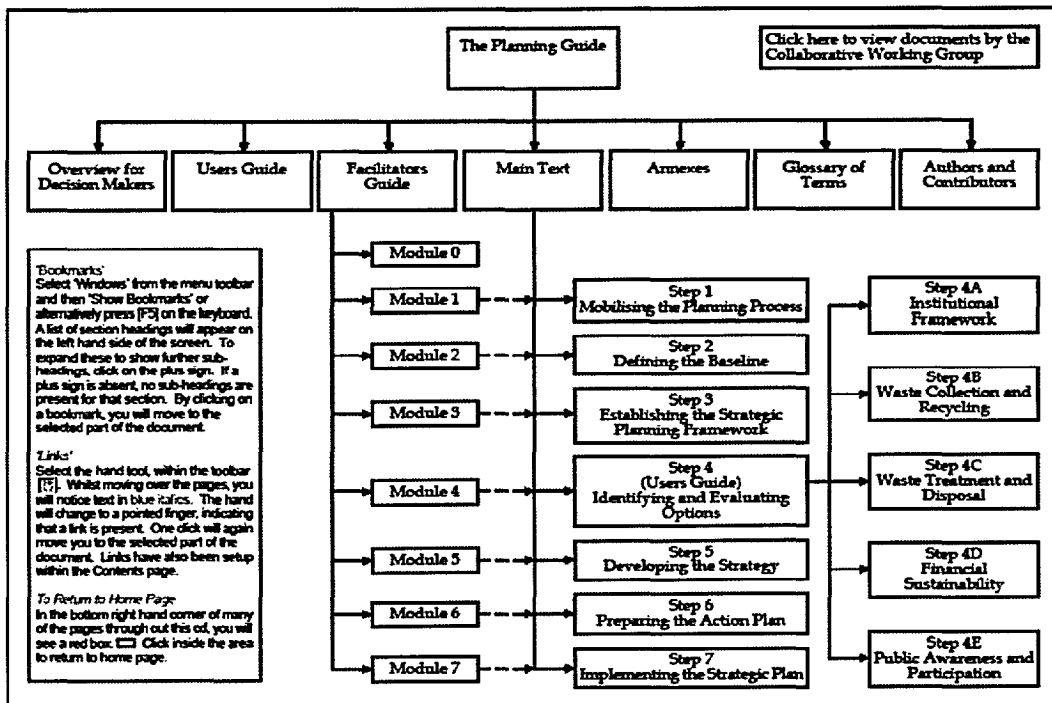 The Planning Guide
Click here to view documents by the
Collaborative Working Group
Overview for
Decision Makers
Users Guide
Facilitators
Guide
Main Text
Annexes
Glossary of
Terms
Authors and
Contributors
'Bookmarks'
Select 'Windows' from the menu toolbar
and then 'Show Bookmarks' or
alternatively press [F5] on the keyboard.
A list of section headings will appear on
the left hand side of the screen. To
expand these to show further sub-
headings, click on the plus sign. If a
plus sign is absent, no sub-headings are
present for that section. By clicking on
a bookmark, you will move to the
selected part of the document.
'Links'
Select the hand tool, within the toolbar
Whilst moving over the pages, you
will notice text in blue italics. The hand
will change to a pointed finger, indicating
that a link is present. One click will again
move you to the selected part of the
document. Links have also been setup
within the Contents page.
To Return to Home Page
In the bottom right hand corner of many
of the pages through out this cd, you will
see a red box. Click inside the area
to return to home page.
Module 0
Module 1
Module 2
Module 3
Module 4
Module 5
Module 6
Module 7
Step 1
Mobilising the Planning Process
Step 2
Defining the Baseline
Step 3
Establishing the Strategic
Planning Framework
Step 4
(Users Guide)
Identifying and Evaluating
Options
Step 5
Developing the Strategy
Step 6
Preparing the Action Plan
Step 7
Implementing the Strategic Plan
Step 4A
Institutional
Framework
Step 4B
Waste Collection and
Recycling
Step 4C
Waste Treatment and
Disposal
Step 4D
Financial
Sustainability
Step 4E
Public Awareness and
Participation